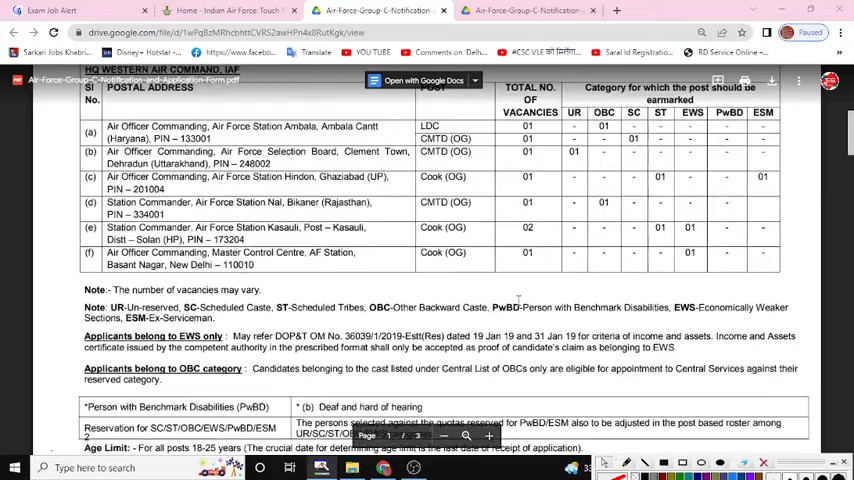 Exam Job Alert
Home - Indian Air Force: Touch T
Air-Force-Group-C-Notification-
Air-Force-Group-C-Notification-
drive.google.com/file/d/1wPqBzMRhcbhttCVRS2awHPn4x8RutKgk/view
Paused
Sarkari Jobs Khabri...
Disney+ Hotstar -
https://www.facebook...
Translate
YOU TUBE
Comments on 'Deli...
#CSC VLE को मिलेगा...
Saral Id Registratio...
RD Service Online -...
HQ WESTERN AIR COMMAND, IAF
Air-Force-Group-C-Notification-and-Application-Form.pdf
Open with Google Docs
Sl No. POSTAL ADDRESS POST TOTAL NO. OF VACANCIES Category for which the post should be earmarked
UR OBC SC ST EWS PwBD ESM
(a) Air Officer Commanding, Air Force Station Ambala, Ambala Cantt LDC 01 - 01 - - - - -
(Haryana), PIN – 133001 CMTD (OG) 01 - - 01 - - - -
(b) Air Officer Commanding, Air Force Selection Board, Clement Town, CMTD (OG) 01 01 - - - - - -
Dehradun (Uttarakhand), PIN - 248002
(c) Air Officer Commanding, Air Force Station Hindon, Ghaziabad (UP), Cook (OG) 01 - - - 01 - - 01
PIN – 201004
(d) Station Commander, Air Force Station Nal, Bikaner (Rajasthan), CMTD (OG) 01 - 01 - - - - -
PIN - 334001
(e) Station Commander, Air Force Station Kasauli, Post – Kasauli, Cook (OG) 02 - - - 01 01 - -
Distt – Solan (HP), PIN - 173204
(f) Air Officer Commanding, Master Control Centre, AF Station, Cook (OG) 01 - - - - 01 - -
Basant Nagar, New Delhi – 110010
Note:- The number of vacancies may vary.
Note: UR-Un-reserved, SC-Scheduled Caste, ST-Scheduled Tribes, OBC-Other Backward Caste, PwBD-Person with Benchmark Disabilities, EWS-Economically Weaker
Sections, ESM-Ex-Serviceman.
Applicants belong to EWS only : May refer DOP&T OM No. 36039/1/2019-Estt(Res) dated 19 Jan 19 and 31 Jan 19 for criteria of income and assets. Income and Assets
certificate issued by the competent authority in the prescribed format shall only be accepted as proof of candidate's claim as belonging to EWS.
Applicants belong to OBC category : Candidates belonging to the cast listed under Central List of OBCs only are eligible for appointment to Central Services against their
reserved category.
*Person with Benchmark Disabilities (PwBD) * (b) Deaf and hard of hearing
Reservation for SC/ST/OBC/EWS/PwBD/ESM The persons selected against the quotas reserved for PwBD/ESM also to be adjusted in the post based roster among
2 UR/SC/ST/OBC/EWS
Page 1 / 3
Age Limit: - For all posts 18-25 years (The crucial date for determining age limit is the last date of receipt of application).
Type here to search
33